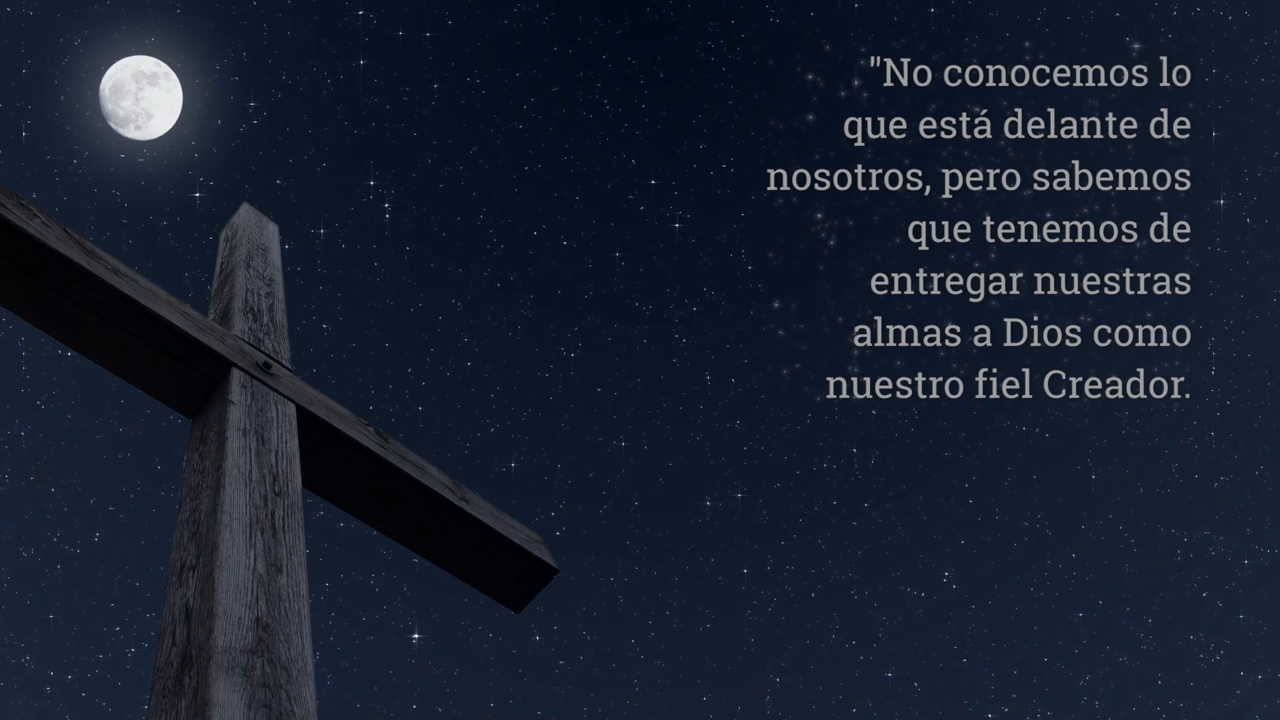 "No conocemos lo
que está delante de
nosotros, pero sabemos
que tenemos de
entregar nuestras
almas a Dios como
nuestro fiel Creador.